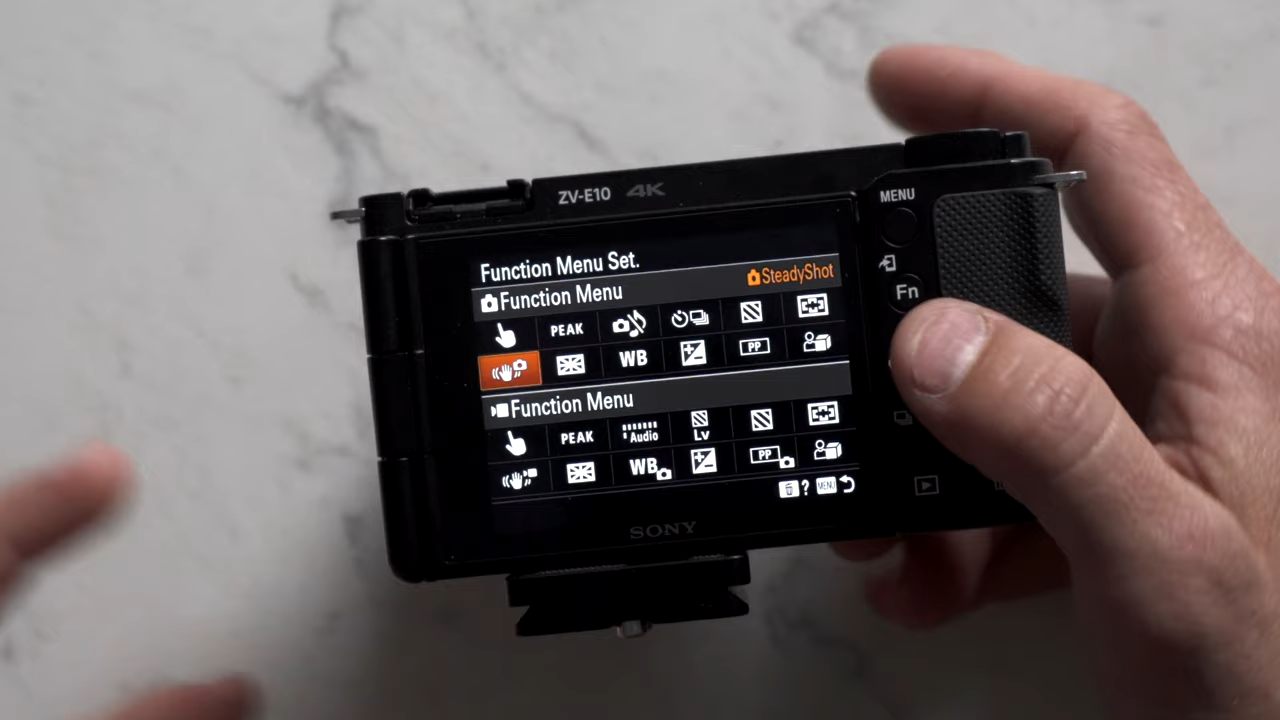 ZV-E10 4K
MENU
Function Menu Set.
SteadyShot
Function Menu
Fn
PEAK
WB
PP
Function Menu
PEAK Audio Lv
WB PP
? MENU
SONY